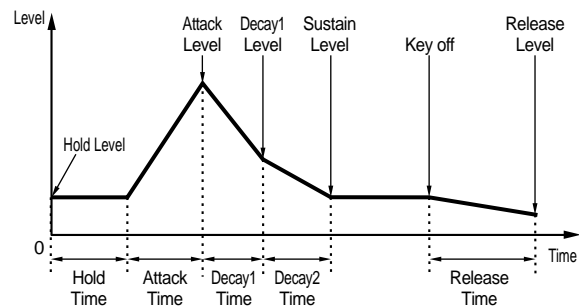 Level
Attack
Level
Decay1
Level
Sustain
Level
Key off
Release
Level
Hold Level
0
Time
Hold
Time
Attack
Time
Decay1
Time
Decay2
Time
Release
Time